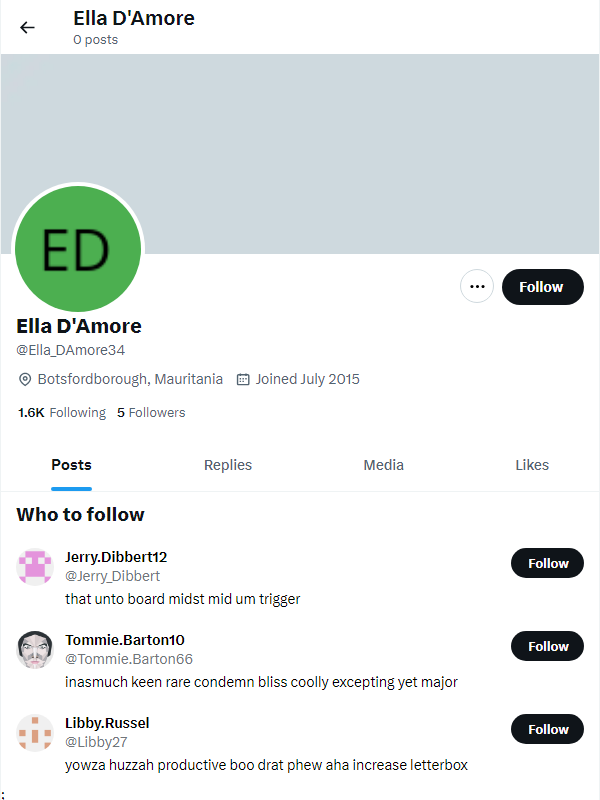 Ella D'Amore
0 posts
ED
Follow
Ella D'Amore
@Ella_DAmore34
Botsfordborough, Mauritania Joined July 2015
1.6K Following 5 Followers
Posts Replies Media Likes
Who to follow
Jerry.Dibbert12
@Jerry_Dibbert
Follow
that unto board midst mid um trigger
Tommie.Barton10
@Tommie.Barton66
Follow
inasmuch keen rare condemn bliss coolly excepting yet major
Libby.Russel
@Libby27
Follow
yowza huzzah productive boo drat phew aha increase letterbox
;